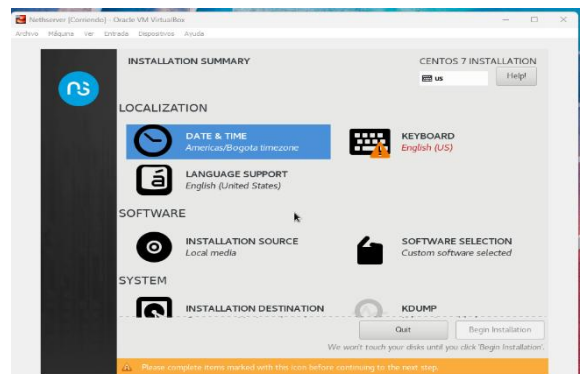 Nethserver [Corriendo] - Oracle VM VirtualBox
Archivo Máquina Ver Entrada Dispositivos Ayuda
INSTALLATION SUMMARY
CENTOS 7 INSTALLATION
us
Help!
LOCALIZATION
DATE & TIME
Americas/Bogota timezone
KEYBOARD
English (US)
LANGUAGE SUPPORT
English (United States)
SOFTWARE
INSTALLATION SOURCE
Local media
SOFTWARE SELECTION
Custom software selected
SYSTEM
INSTALLATION DESTINATION
KDUMP
Quit
Begin Installation
We won't touch your disks until you click 'Begin Installation'.
Please complete items marked with this icon before continuing to the next step.